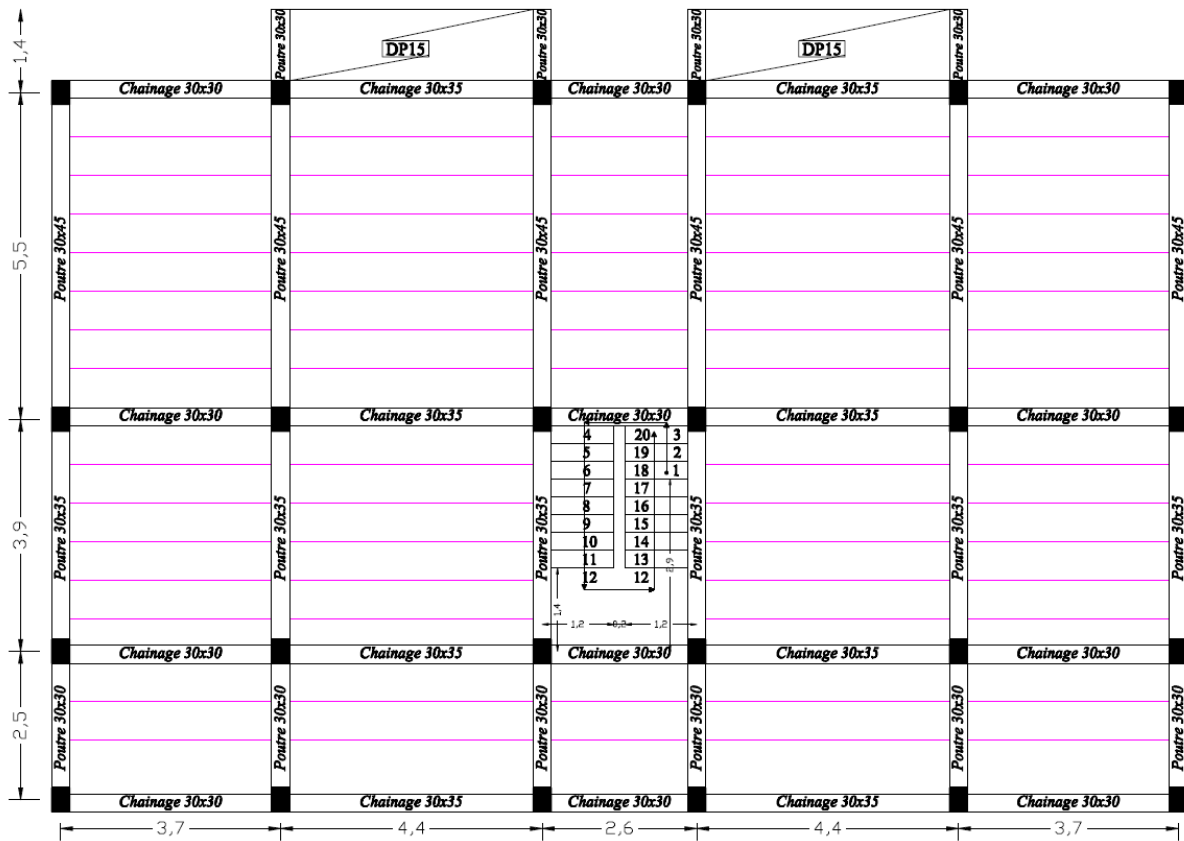 1,4
Poutre 30x30
DP15
Poutre 30x30
Poutre 30x30
DP15
Poutre 30x30
Chainage 30x30
Chainage 30x35
Chainage 30x30
Chainage 30x35
Chainage 30x30
5,5
Poutre 30x45
Poutre 30x45
Poutre 30x45
Poutre 30x45
Poutre 30x45
Poutre 30x45
Chainage 30x30
Chainage 30x35
Chainage 30x30
Chainage 30x35
Chainage 30x30
3,9
Poutre 30x35
Poutre 30x35
Poutre 30x35
Poutre 30x35
Poutre 30x35
Poutre 30x35
4 20 3
5 19 2
6 18 1
7 17
8 16
9 15
10 14
11 13
12 12
2,9
1,4
1,2 0,2 1,2
Chainage 30x30
Chainage 30x35
Chainage 30x30
Chainage 30x35
Chainage 30x30
2,5
Poutre 30x30
Poutre 30x30
Poutre 30x30
Poutre 30x30
Poutre 30x30
Poutre 30x30
Chainage 30x30
Chainage 30x35
Chainage 30x30
Chainage 30x35
Chainage 30x30
3,7 4,4 2,6 4,4 3,7